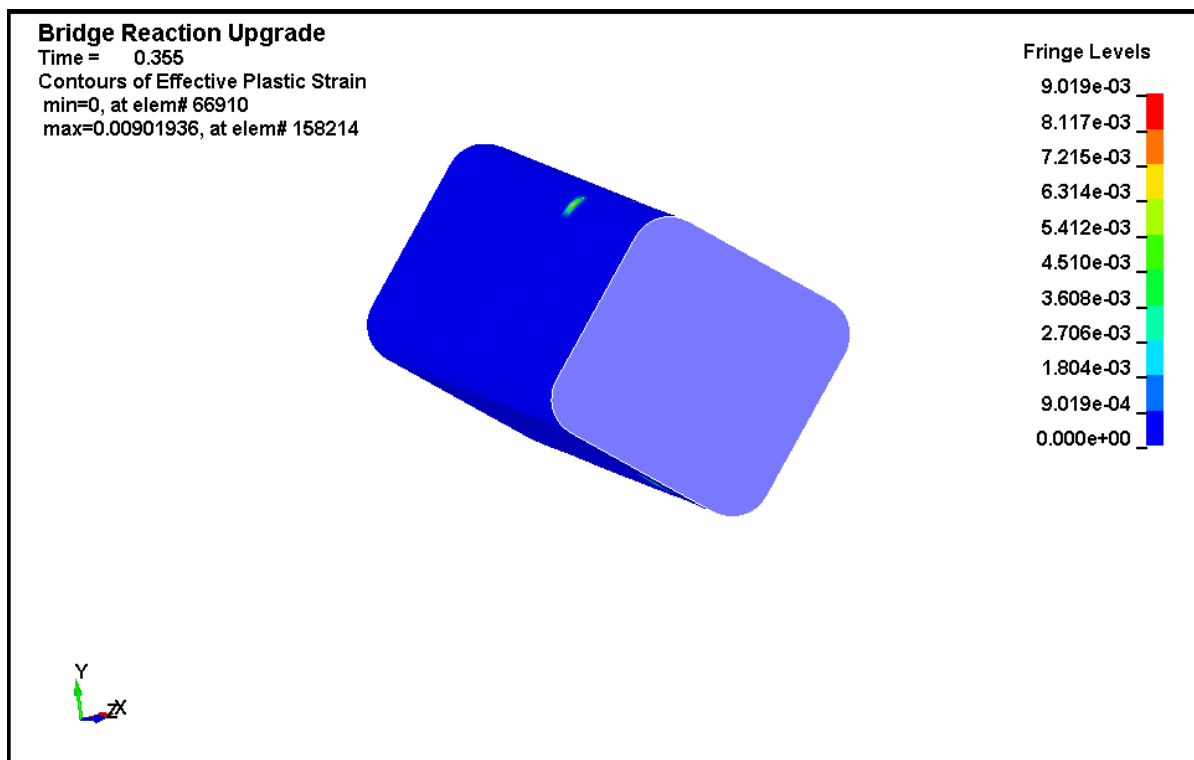 Bridge Reaction Upgrade
Time = 0.355
Contours of Effective Plastic Strain
min=0, at elem# 66910
max=0.00901936, at elem# 158214
Fringe Levels
9.019e-03
8.117e-03
7.215e-03
6.314e-03
5.412e-03
4.510e-03
3.608e-03
2.706e-03
1.804e-03
9.019e-04
0.000e+00
Y
ZX